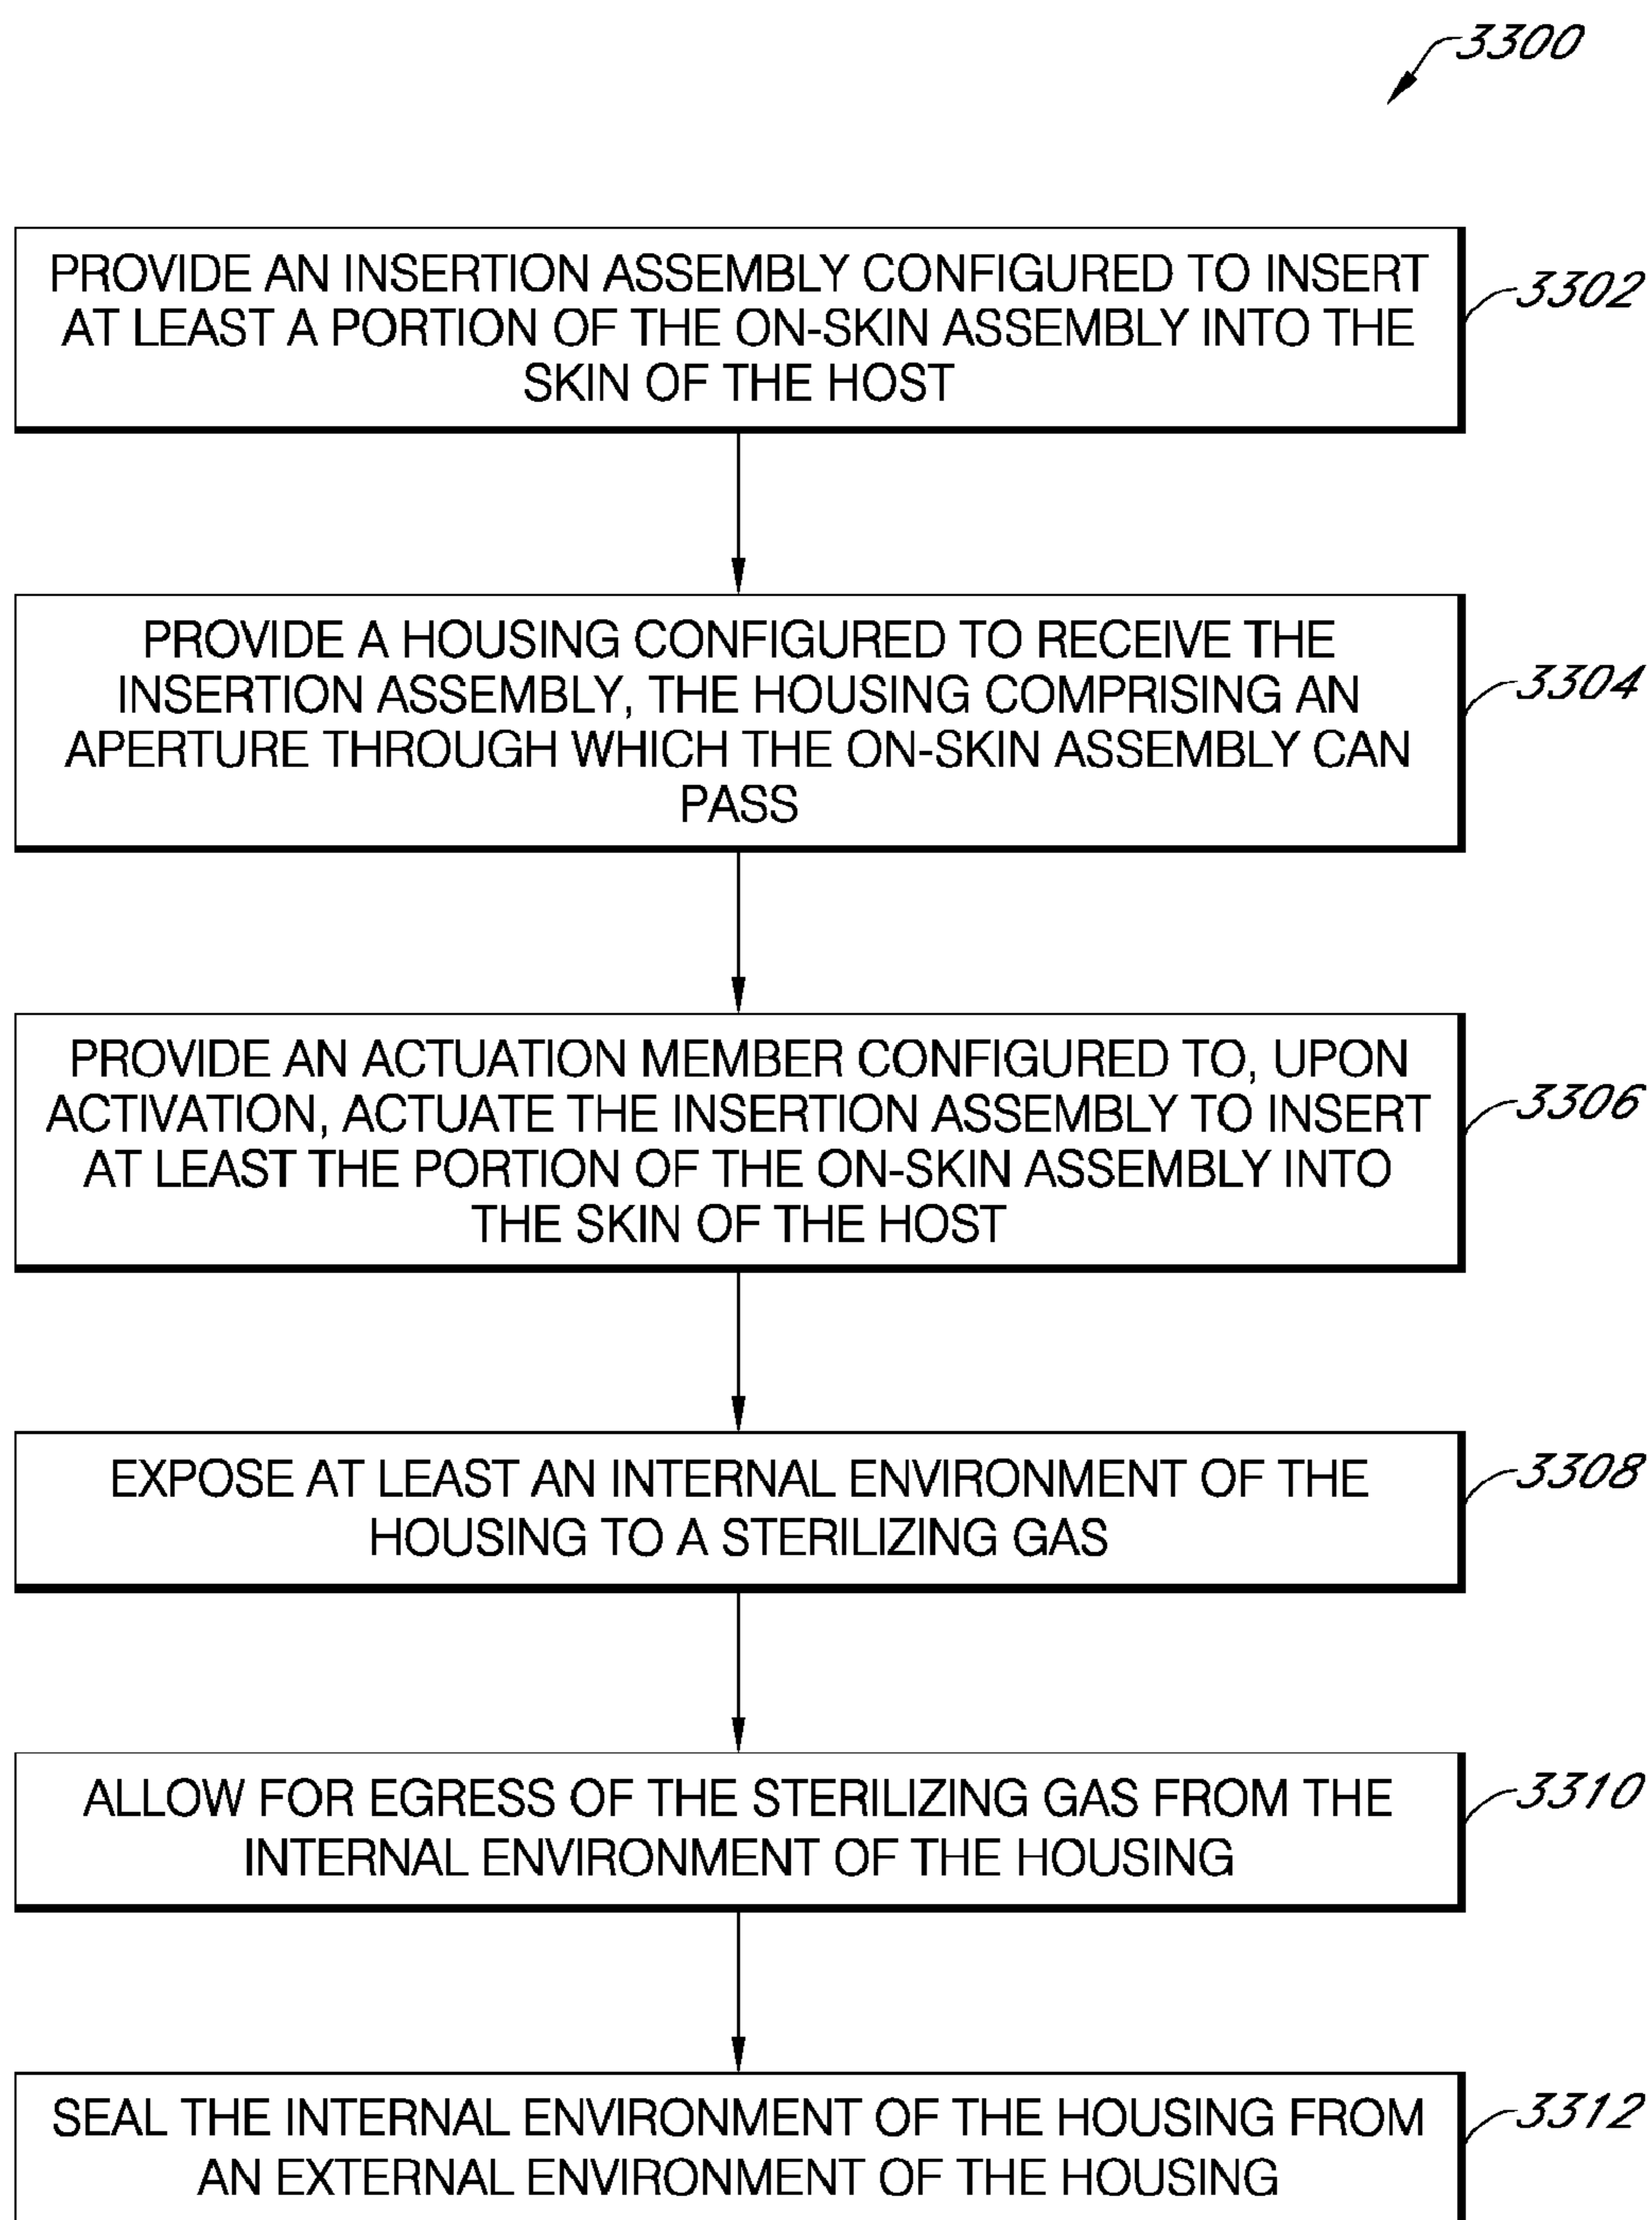 3300
PROVIDE AN INSERTION ASSEMBLY CONFIGURED TO INSERT
AT LEAST A PORTION OF THE ON-SKIN ASSEMBLY INTO THE
SKIN OF THE HOST
3302
PROVIDE A HOUSING CONFIGURED TO RECEIVE THE
INSERTION ASSEMBLY, THE HOUSING COMPRISING AN
APERTURE THROUGH WHICH THE ON-SKIN ASSEMBLY CAN
PASS
3304
PROVIDE AN ACTUATION MEMBER CONFIGURED TO, UPON
ACTIVATION, ACTUATE THE INSERTION ASSEMBLY TO INSERT
AT LEAST THE PORTION OF THE ON-SKIN ASSEMBLY INTO
THE SKIN OF THE HOST
3306
EXPOSE AT LEAST AN INTERNAL ENVIRONMENT OF THE
HOUSING TO A STERILIZING GAS
3308
ALLOW FOR EGRESS OF THE STERILIZING GAS FROM THE
INTERNAL ENVIRONMENT OF THE HOUSING
3310
SEAL THE INTERNAL ENVIRONMENT OF THE HOUSING FROM
AN EXTERNAL ENVIRONMENT OF THE HOUSING
3312